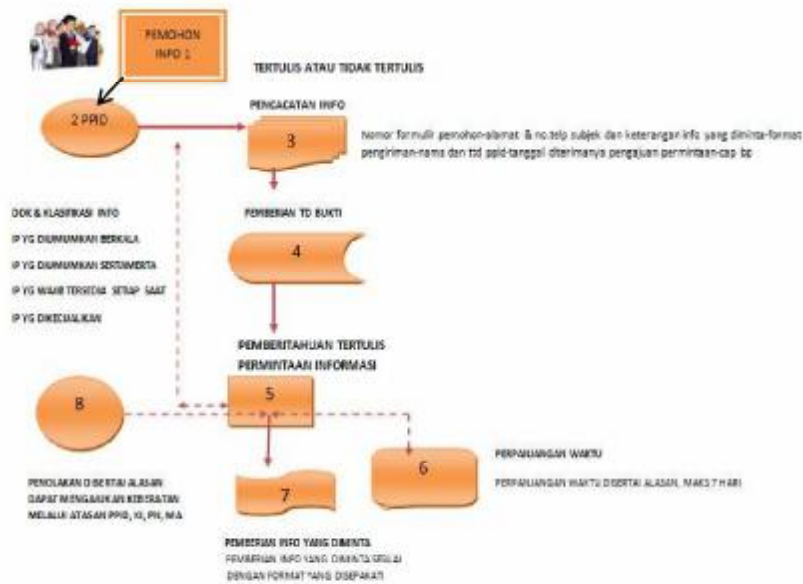 PEMOHON
INFO 1
TERTULIS ATAU TIDAK TERTULIS
2 PPID
PENCACATAN INFO
3
Nomor formulir pemohon-alamat & no.telp subjek dan keterangan info yang diminta-format
pengiriman-nama dan ttd ppid-tanggal diterimanya pengajuan permintaan-cap bp
DOK & KLASIFIKASI INFO
IP YG DIUMUMKAN BERKALA
IP YG DIUMUMKAN SERTAMERTA
IP YG WAJIB TERSEDIA SETIAP SAAT
IP YG DIKECUALIKAN
PEMBERIAN TD BUKTI
4
PEMBERITAHUAN TERTULIS
PERMINTAAN INFORMASI
5
8
PENOLAKAN DISERTAI ALASAN
DAPAT MENGAJUKAN KEBERATAN
MELALUI ATASAN PPID, KI, PN, MA
6
PERPANJANGAN WAKTU
PERPANJANGAN WAKTU DISERTAI ALASAN, MAKS 7 HARI
7
PEMBERIAN INFO YANG DIMINTA
PEMBERIAN INFO YANG DIMINTA SESUAI
DENGAN FORMAT YANG DISEPAKATI